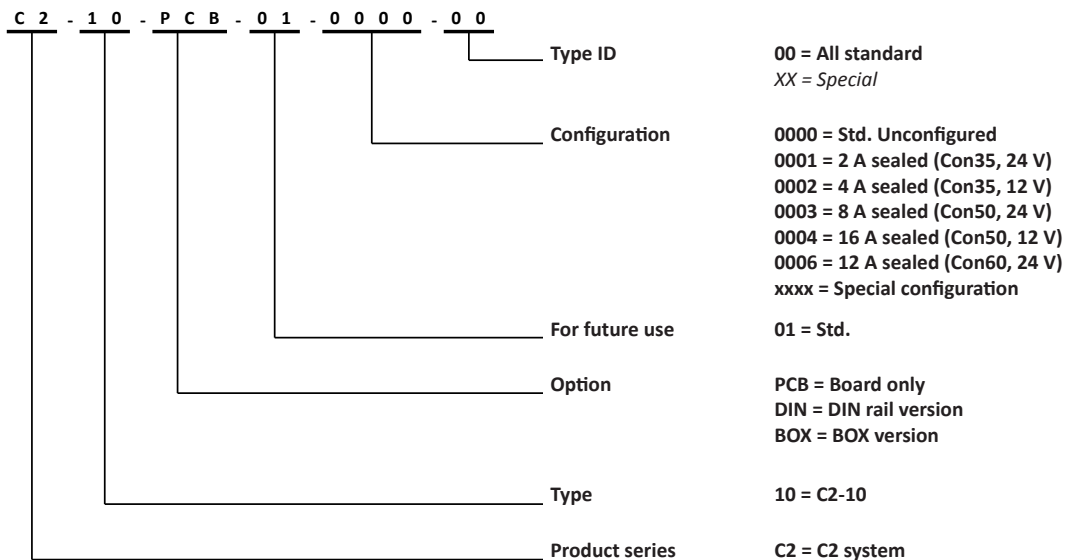 C2-10-PCB-01-0000-00
Type ID 00 = All standard
XX = Special
Configuration 0000 = Std. Unconfigured
0001 = 2 A sealed (Con35, 24 V)
0002 = 4 A sealed (Con35, 12 V)
0003 = 8 A sealed (Con50, 24 V)
0004 = 16 A sealed (Con50, 12 V)
0006 = 12 A sealed (Con60, 24 V)
xxxx = Special configuration
For future use 01 = Std.
Option PCB = Board only
DIN = DIN rail version
BOX = BOX version
Type 10 = C2-10
Product series C2 = C2 system